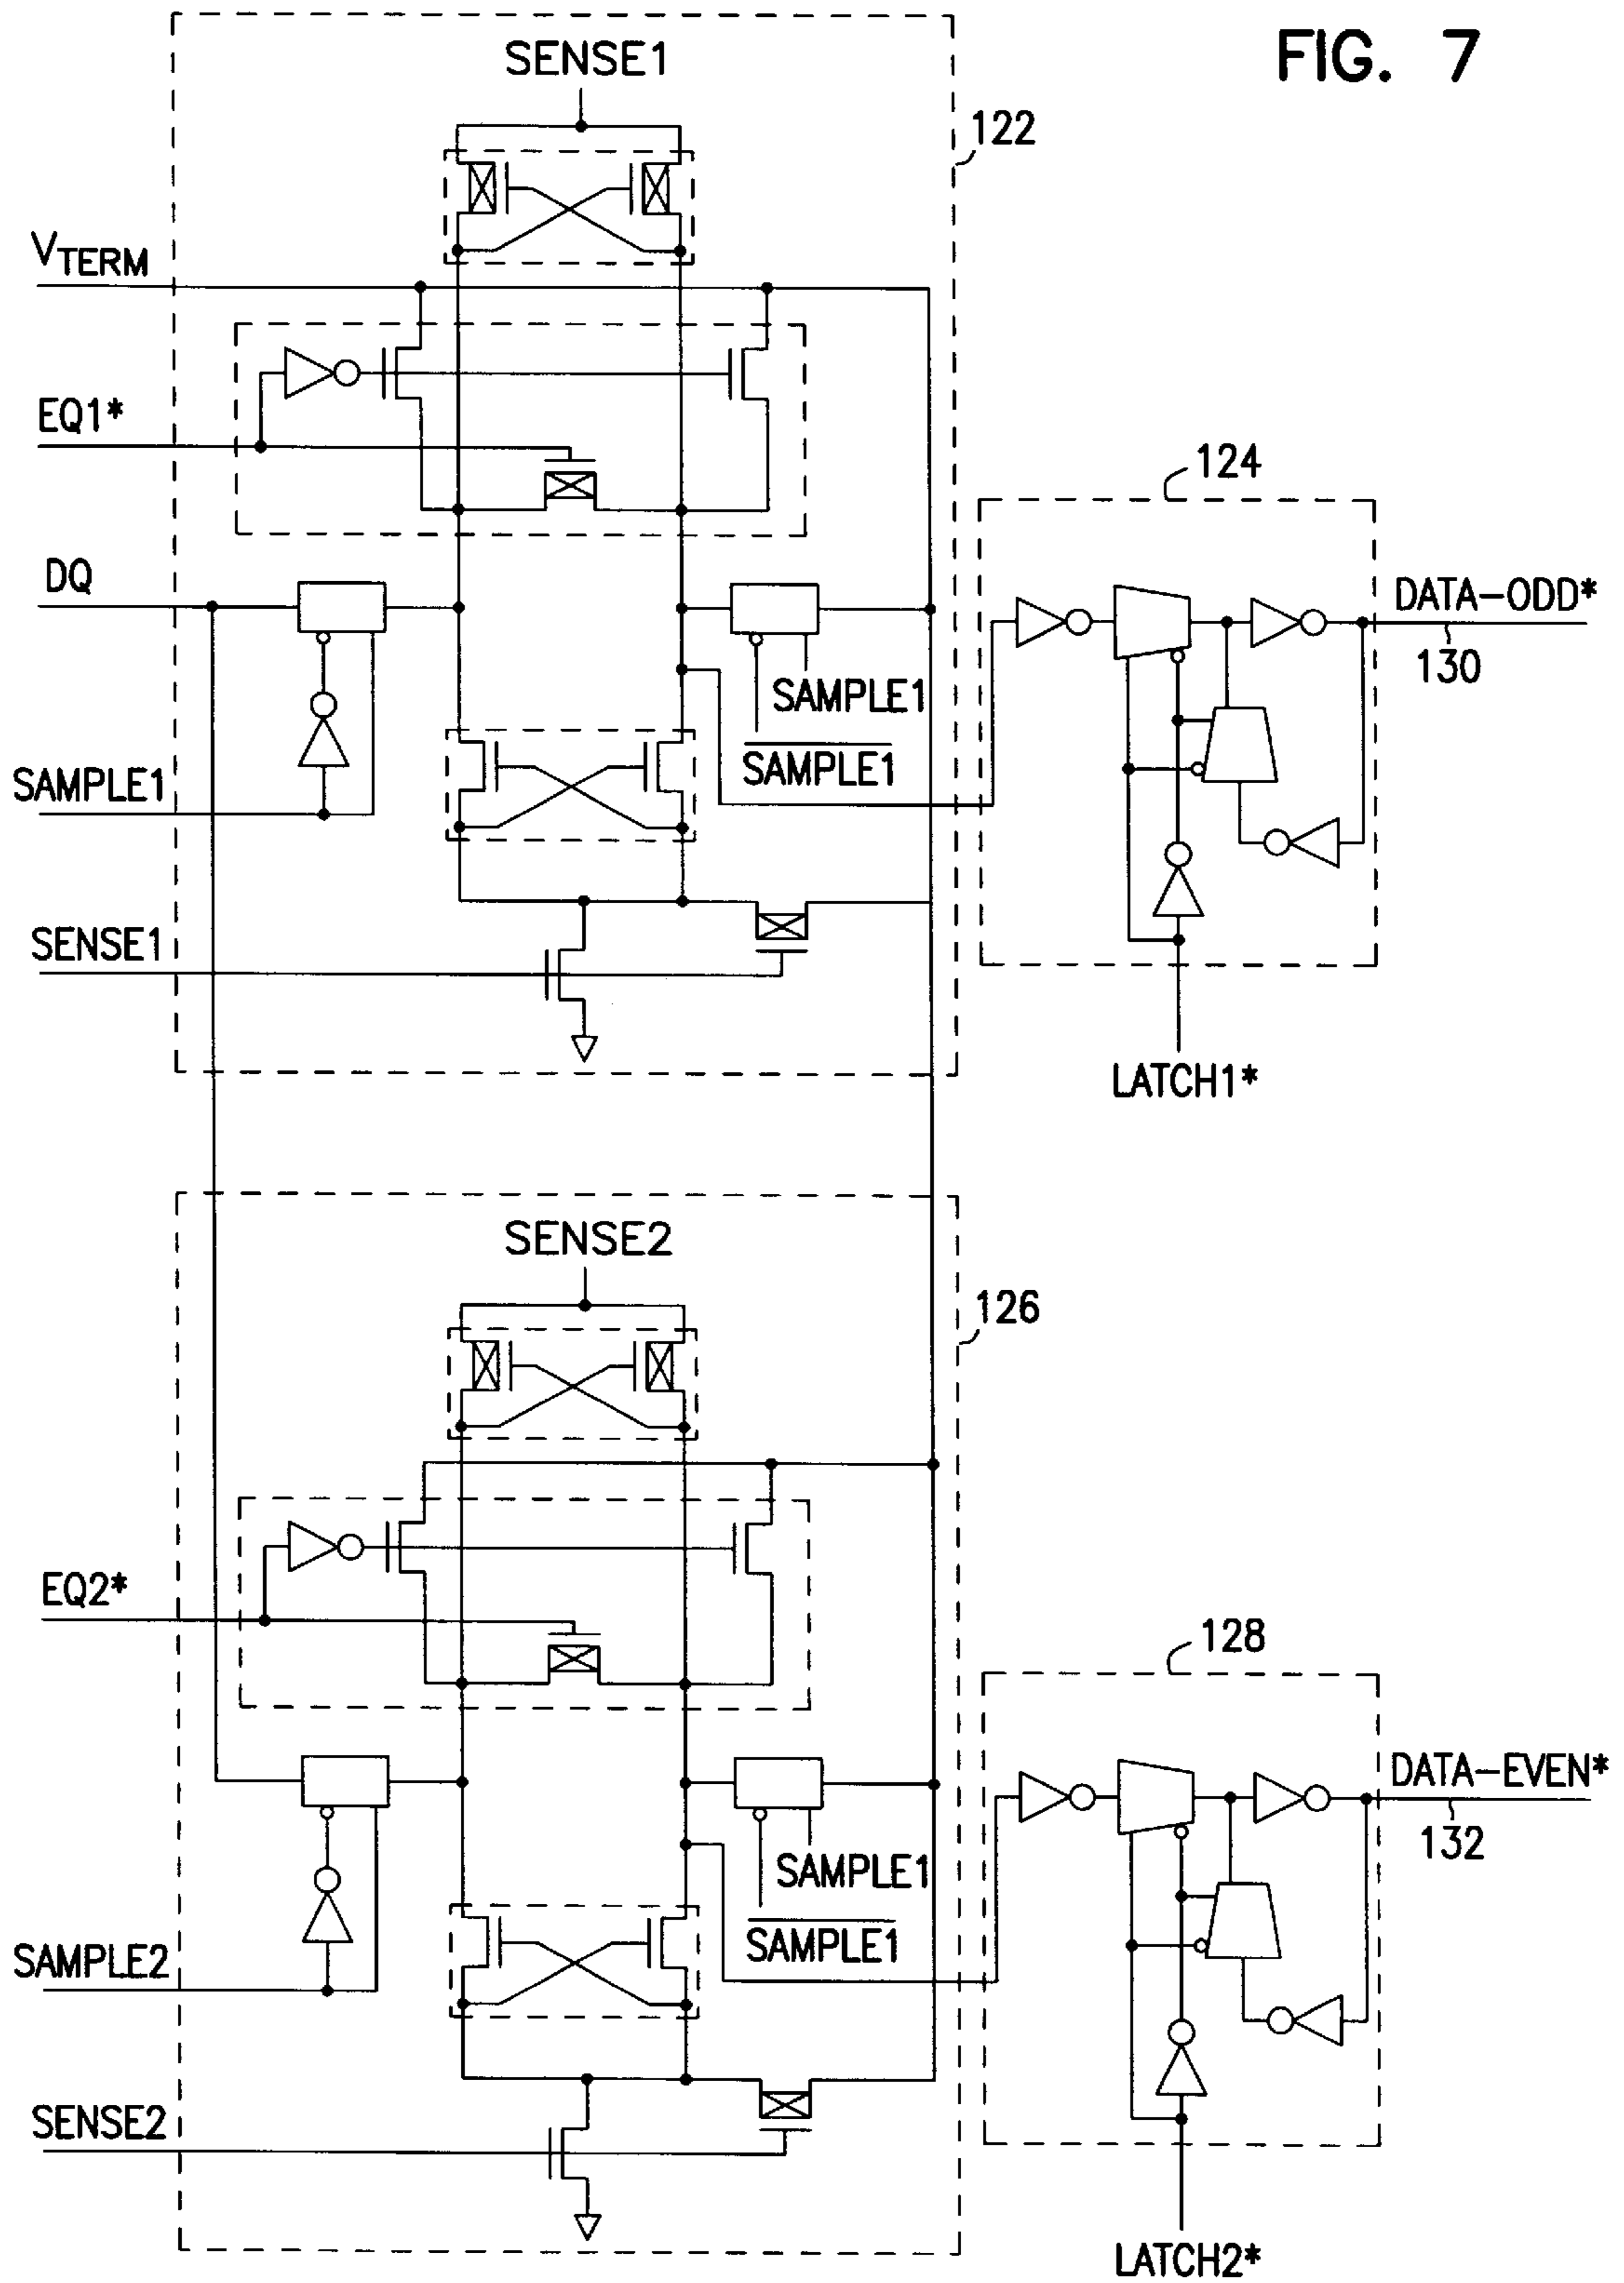 FIG. 7
SENSE1
122
VTERM
EQ1*
124
DQ
DATA-ODD*
130
SAMPLE1
SAMPLE1
SAMPLE1
SENSE1
LATCH1*
SENSE2
126
EQ2*
128
DATA-EVEN*
132
SAMPLE1
SAMPLE1
SAMPLE2
SENSE2
LATCH2*